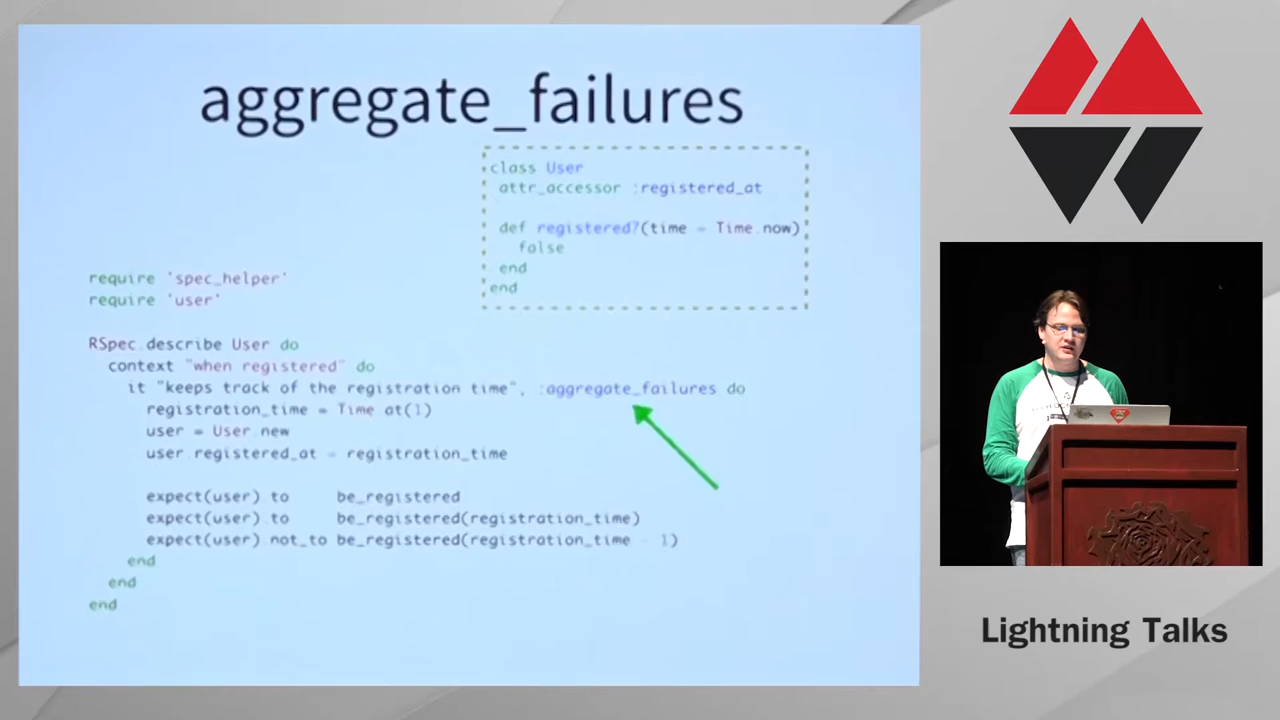 aggregate_failures
class User
attr_accessor :registered_at
def registered?(time = Time.now)
false
end
end
require 'spec_helper'
require 'user'
RSpec.describe User do
context "when registered" do
it "keeps track of the registration time", :aggregate_failures do
registration_time = Time.at(1)
user = User.new
user.registered_at = registration_time
expect(user).to be_registered
expect(user).to be_registered(registration_time)
expect(user).not_to be_registered(registration_time - 1)
end
end
end
Lightning Talks